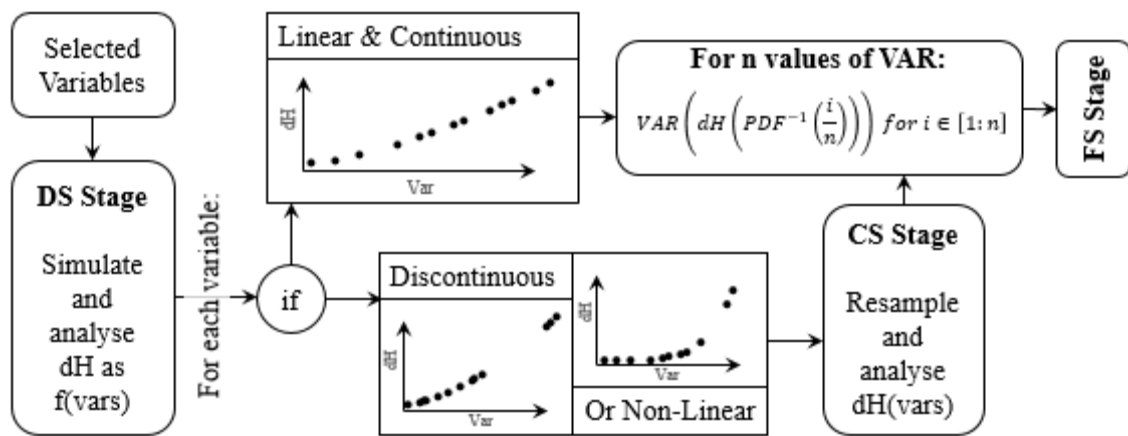 Selected
Variables
DS Stage
Simulate
and
analyse
dH as
f(vars)
For each variable:
if
Linear & Continuous
dH
Var
Discontinuous
dH
Var
dH
Var
Or Non-Linear
CS Stage
Resample
and
analyse
dH(vars)
For n values of VAR:
VAR(dH(PDF⁻¹(i/n))) for i ∈ [1:n]
FS Stage